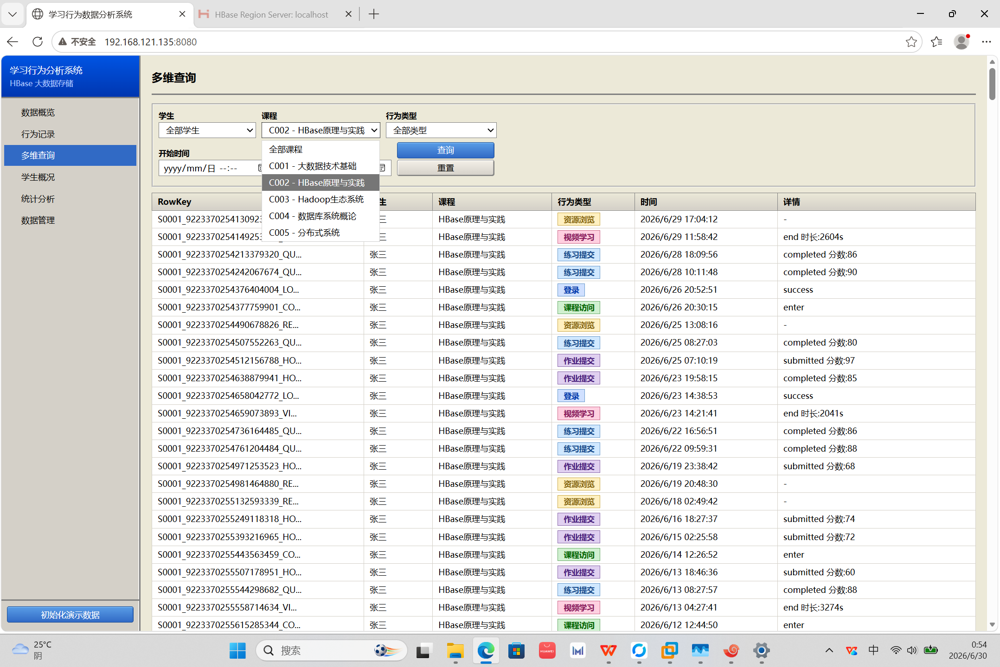 学习行为数据分析系统
HBase Region Server: localhost
不安全 192.168.121.135:8080
学习行为分析系统
HBase 大数据存储
数据概览
行为记录
多维查询
学生概况
统计分析
数据管理
初始化演示数据
多维查询
学生 课程 行为类型
全部学生 C002 - HBase原理与实践 全部类型
全部课程
C001 - 大数据技术基础
C002 - HBase原理与实践
C003 - Hadoop生态系统
C004 - 数据库系统概论
C005 - 分布式系统
开始时间
yyyy/mm/日 --:--
查询
重置
RowKey 生 课程 行为类型 时间 详情
S0001_922337025413092 三 HBase原理与实践 资源浏览 2026/6/29 17:04:12 -
S0001_922337025414925 三 HBase原理与实践 视频学习 2026/6/29 11:58:42 end 时长:2604s
S0001_9223370254213379320_QU... 张三 HBase原理与实践 练习提交 2026/6/28 18:09:56 completed 分数:86
S0001_9223370254242067674_QU... 张三 HBase原理与实践 练习提交 2026/6/28 10:11:48 completed 分数:90
S0001_9223370254376404004_LO... 张三 HBase原理与实践 登录 2026/6/26 20:52:51 success
S0001_9223370254377759901_CO... 张三 HBase原理与实践 课程访问 2026/6/26 20:30:15 enter
S0001_9223370254490678826_RE... 张三 HBase原理与实践 资源浏览 2026/6/25 13:08:16 -
S0001_9223370254507552263_QU... 张三 HBase原理与实践 练习提交 2026/6/25 08:27:03 completed 分数:80
S0001_9223370254512156788_HO... 张三 HBase原理与实践 作业提交 2026/6/25 07:10:19 submitted 分数:97
S0001_9223370254638879941_HO... 张三 HBase原理与实践 作业提交 2026/6/23 19:58:15 completed 分数:85
S0001_9223370254658042772_LO... 张三 HBase原理与实践 登录 2026/6/23 14:38:53 success
S0001_9223370254659073893_VI... 张三 HBase原理与实践 视频学习 2026/6/23 14:21:41 end 时长:2041s
S0001_9223370254736164485_QU... 张三 HBase原理与实践 练习提交 2026/6/22 16:56:51 completed 分数:86
S0001_9223370254761204484_QU... 张三 HBase原理与实践 练习提交 2026/6/22 09:59:31 completed 分数:88
S0001_9223370254971253523_HO... 张三 HBase原理与实践 作业提交 2026/6/19 23:38:42 submitted 分数:68
S0001_9223370254981464880_RE... 张三 HBase原理与实践 资源浏览 2026/6/19 20:48:30 -
S0001_9223370255132593339_RE... 张三 HBase原理与实践 资源浏览 2026/6/18 02:49:42 -
S0001_9223370255249118318_HO... 张三 HBase原理与实践 作业提交 2026/6/16 18:27:37 submitted 分数:74
S0001_9223370255393216965_HO... 张三 HBase原理与实践 作业提交 2026/6/15 02:25:58 submitted 分数:72
S0001_9223370255443563459_CO... 张三 HBase原理与实践 课程访问 2026/6/14 12:26:52 enter
S0001_9223370255507178951_HO... 张三 HBase原理与实践 作业提交 2026/6/13 18:46:36 submitted 分数:60
S0001_9223370255544298682_QU... 张三 HBase原理与实践 练习提交 2026/6/13 08:27:57 completed 分数:88
S0001_9223370255558714634_VI... 张三 HBase原理与实践 视频学习 2026/6/13 04:27:41 end 时长:3274s
S0001_9223370255615285344_CO... 张三 HBase原理与实践 课程访问 2026/6/12 12:44:50 enter
25°C
阴
搜索
HUAWEI
中
0:54
2026/6/30